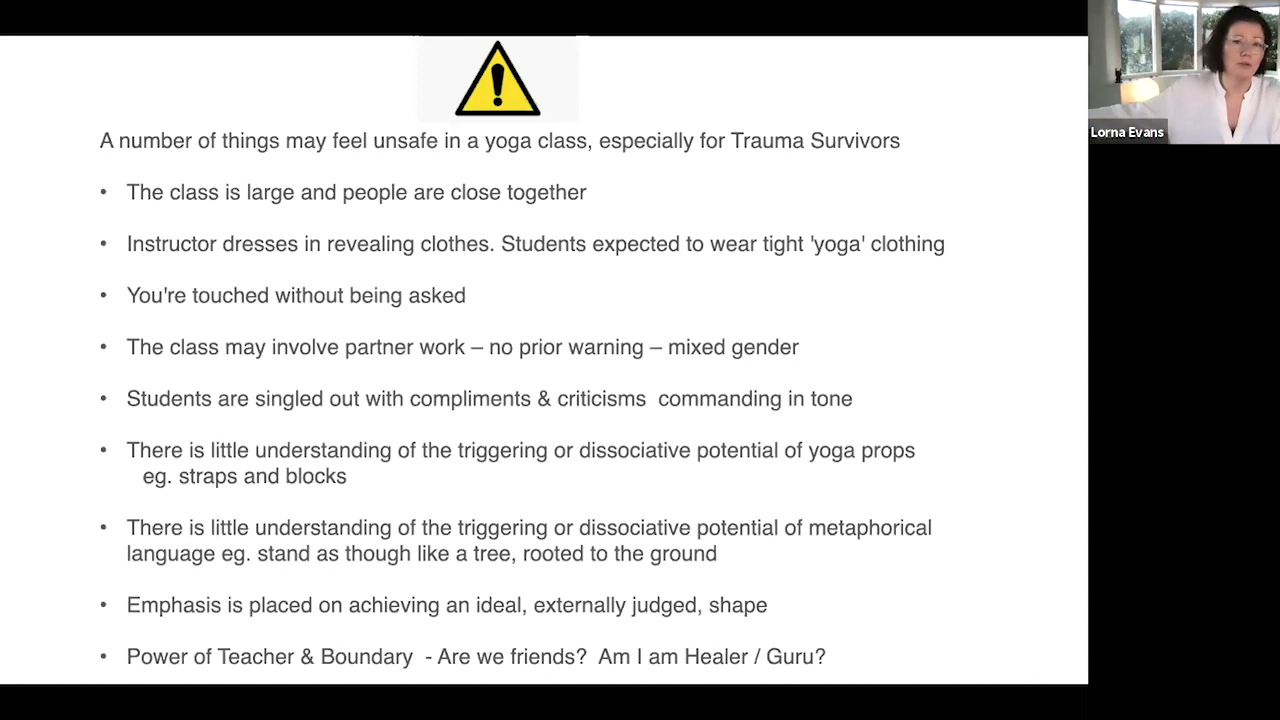 A number of things may feel unsafe in a yoga class, especially for Trauma Survivors
• The class is large and people are close together
• Instructor dresses in revealing clothes. Students expected to wear tight 'yoga' clothing
• You're touched without being asked
• The class may involve partner work – no prior warning – mixed gender
• Students are singled out with compliments & criticisms  commanding in tone
• There is little understanding of the triggering or dissociative potential of yoga props
eg. straps and blocks
• There is little understanding of the triggering or dissociative potential of metaphorical
language eg. stand as though like a tree, rooted to the ground
• Emphasis is placed on achieving an ideal, externally judged, shape
• Power of Teacher & Boundary  - Are we friends?  Am I am Healer / Guru?
Lorna Evans